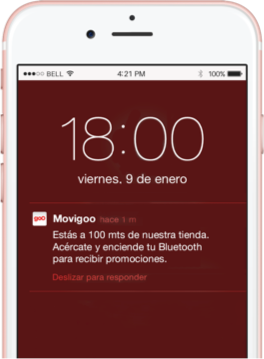 BELL 4:21 PM 100%
18:00
viernes. 9 de enero
goo Movigoo hace 1 m
Estás a 100 mts de nuestra tienda.
Acércate y enciende tu Bluetooth
para recibir promociones.
Deslizar para responder